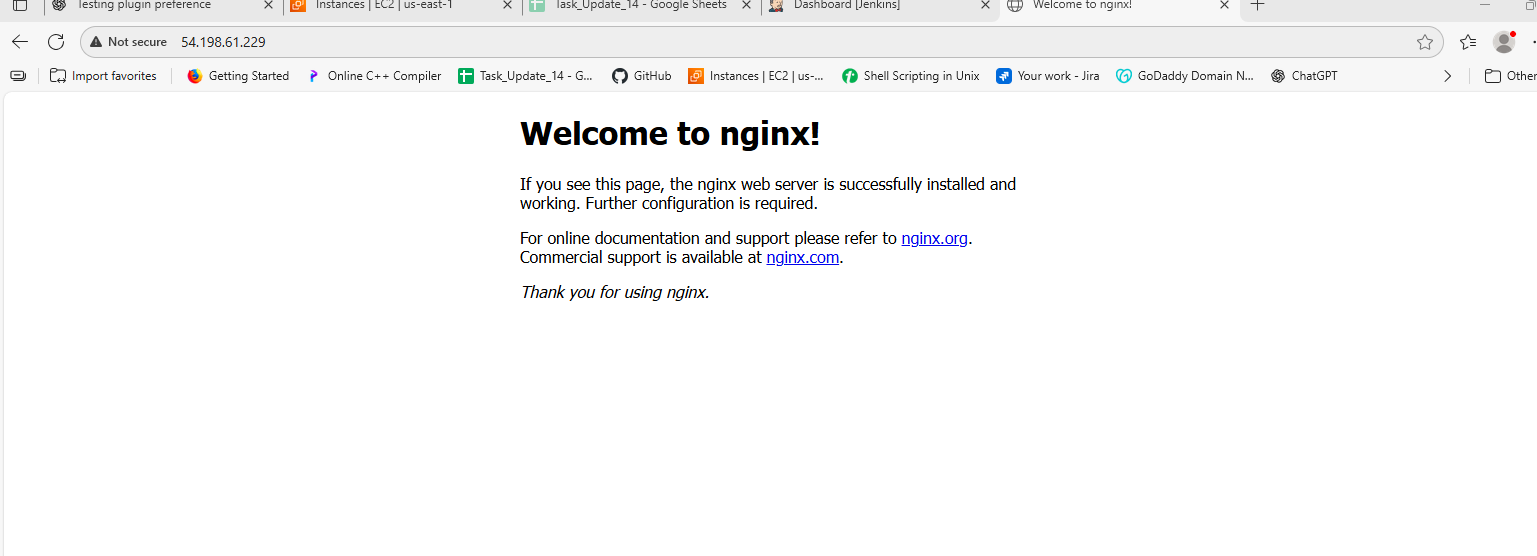 Testing plugin preference
Instances | EC2 | us-east-1
Task_Update_14 - Google Sheets
Dashboard [Jenkins]
Welcome to nginx!
Not secure 54.198.61.229
Import favorites
Getting Started
Online C++ Compiler
Task_Update_14 - G...
GitHub
Instances | EC2 | us-...
Shell Scripting in Unix
Your work - Jira
GoDaddy Domain N...
ChatGPT
Other
Welcome to nginx!
If you see this page, the nginx web server is successfully installed and
working. Further configuration is required.
For online documentation and support please refer to nginx.org.
Commercial support is available at nginx.com.
Thank you for using nginx.